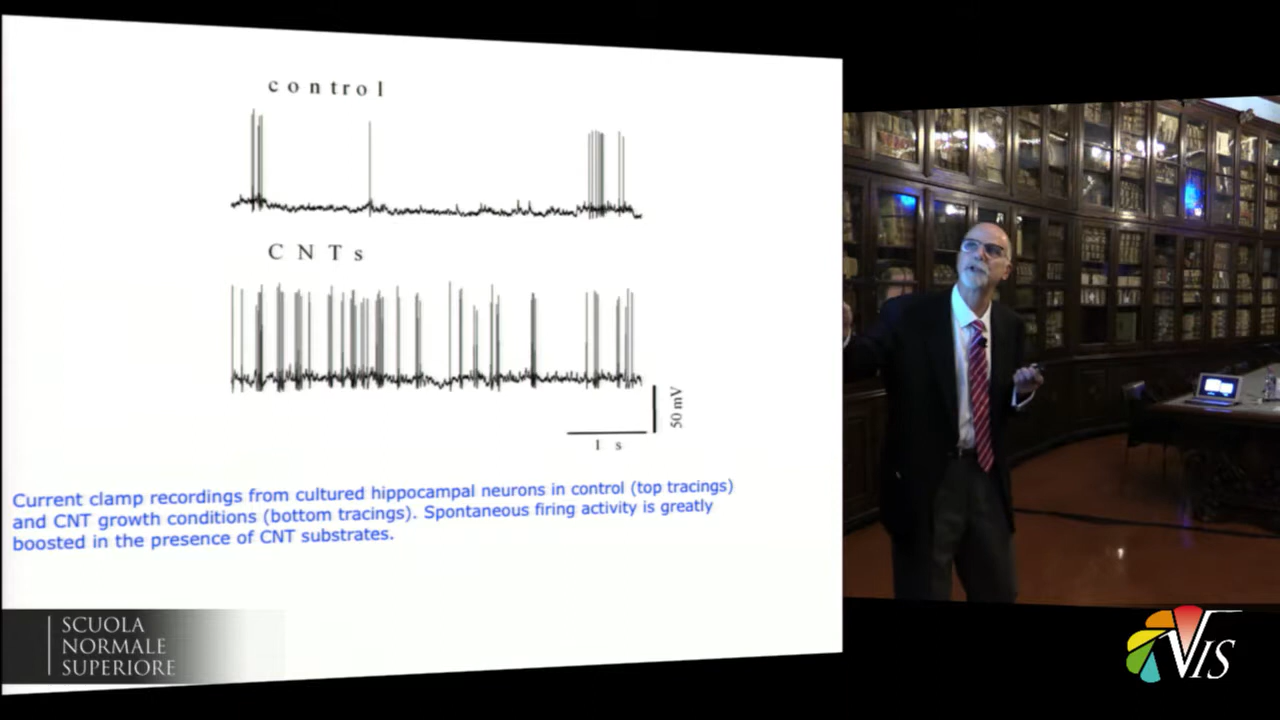 control
CNTs
50 mV
1 s
Current clamp recordings from cultured hippocampal neurons in control (top tracings)
and CNT growth conditions (bottom tracings). Spontaneous firing activity is greatly
boosted in the presence of CNT substrates.
SCUOLA
NORMALE
SUPERIORE
VIS